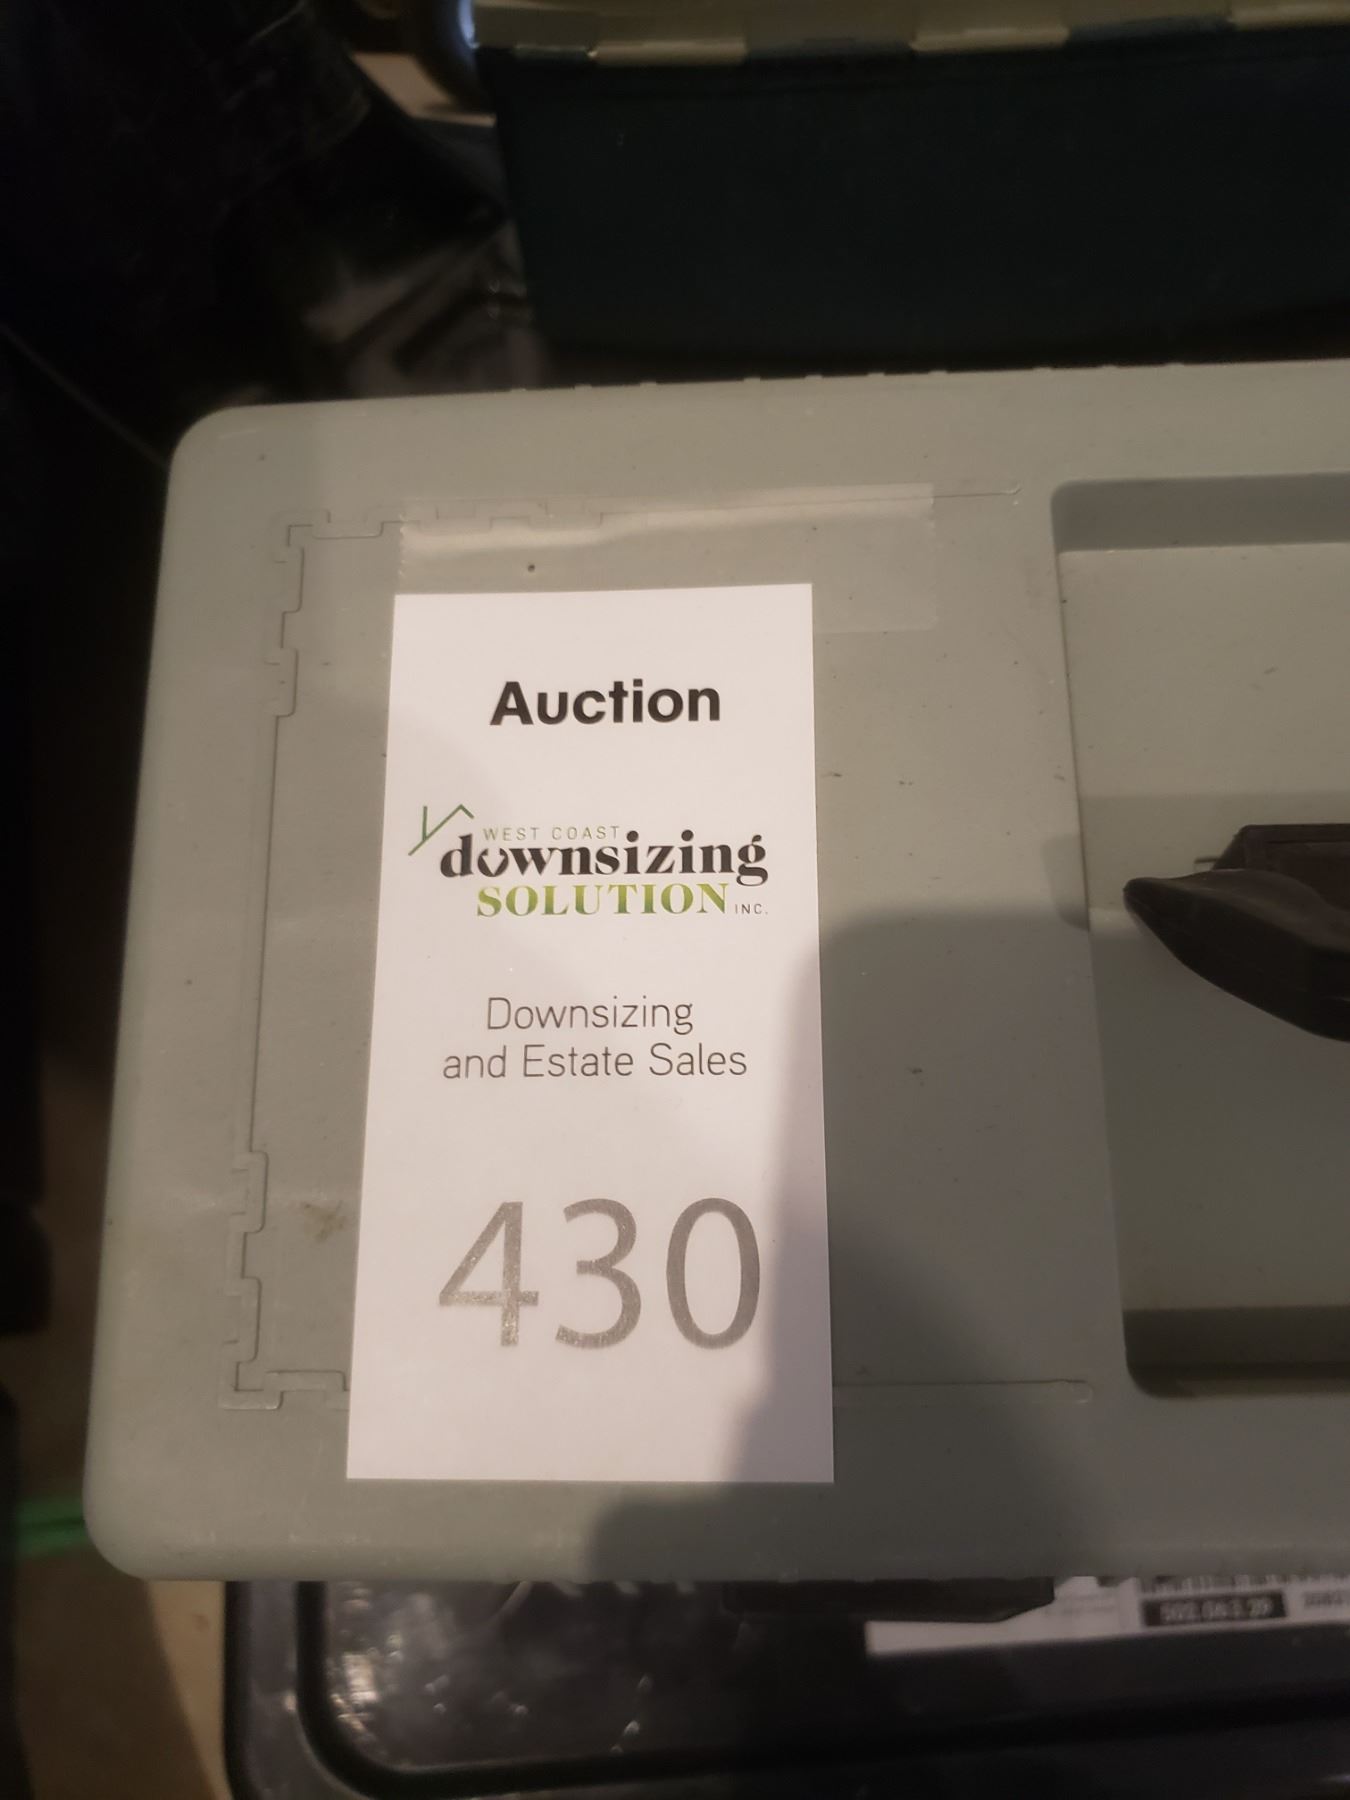 Auction
WEST COAST
downsizing
SOLUTION INC.
Downsizing
and Estate Sales
430